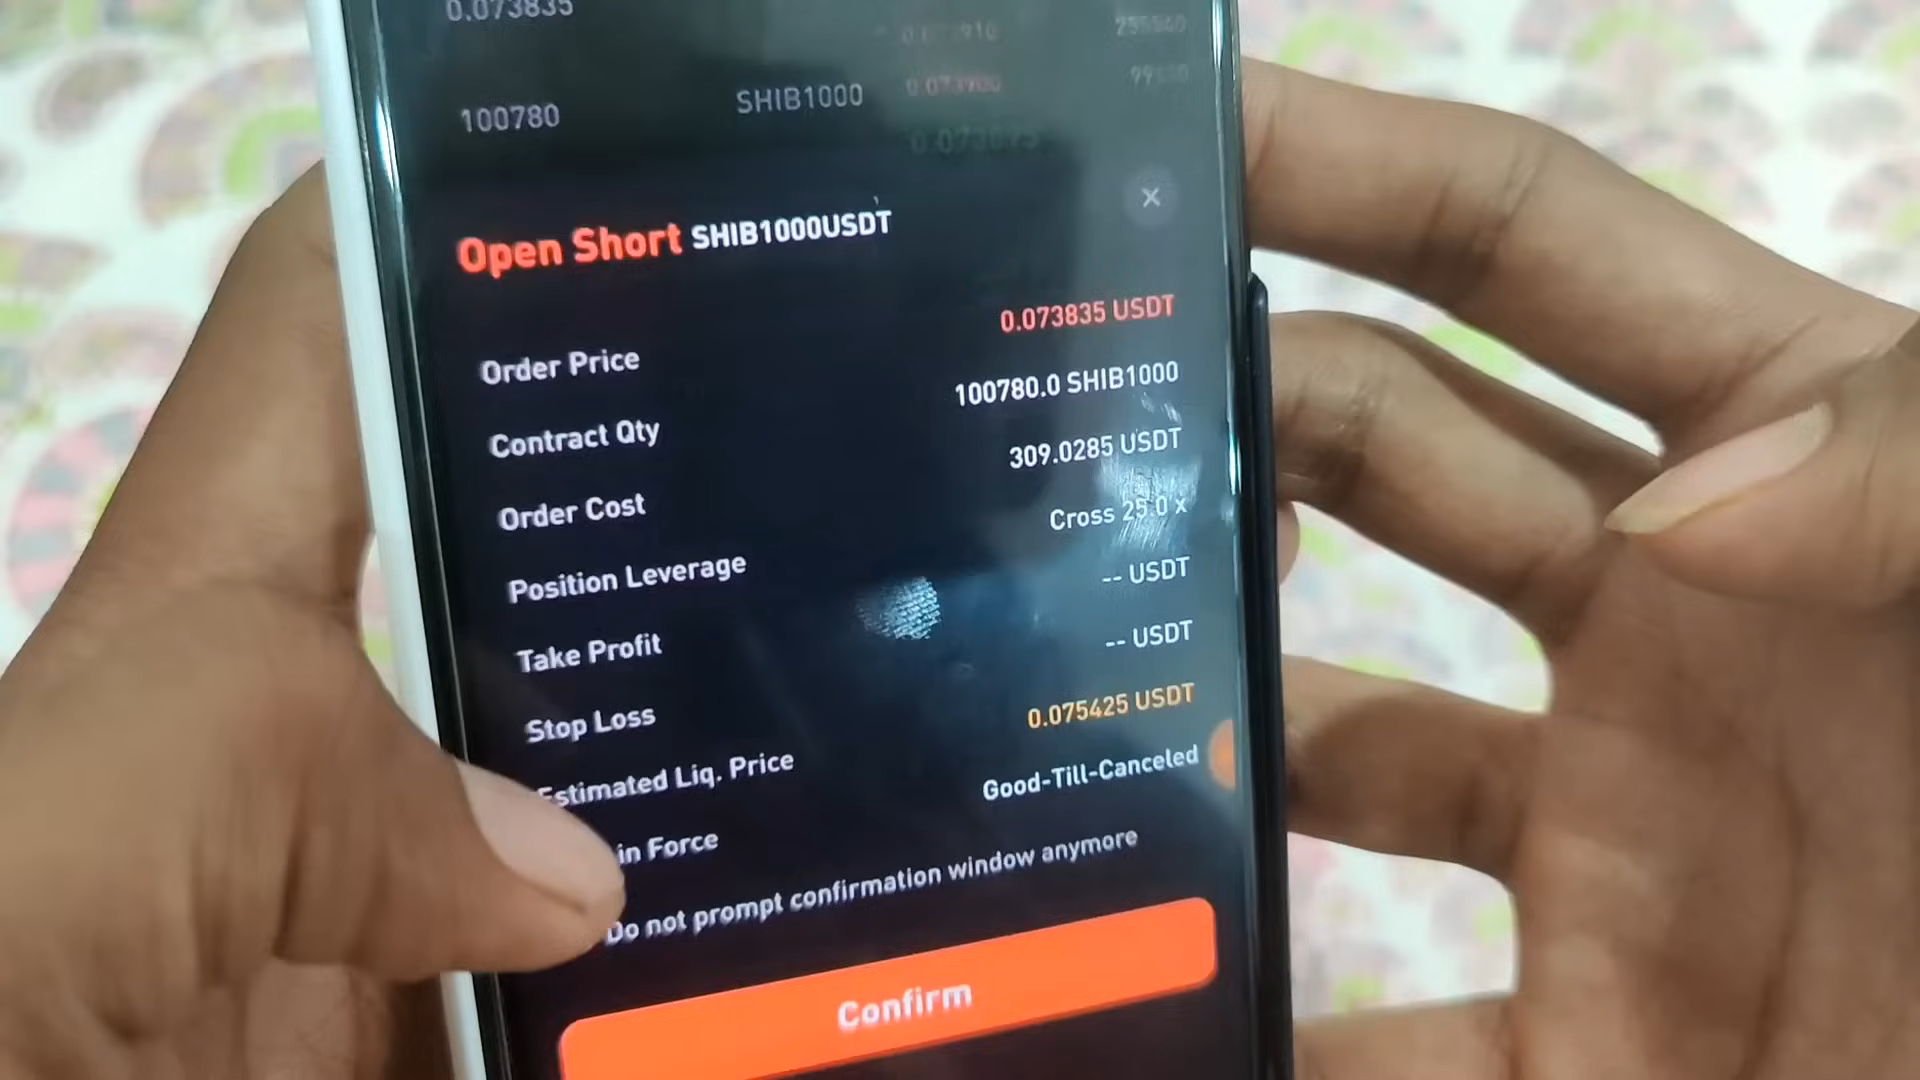 0.073835
100780 SHIB1000
0.073900
Open Short SHIB1000USDT
Order Price 0.073835 USDT
Contract Qty 100780.0 SHIB1000
Order Cost 309.0285 USDT
Position Leverage Cross 25.0 x
Take Profit -- USDT
Stop Loss -- USDT
Estimated Liq. Price 0.075425 USDT
in Force Good-Till-Canceled
Do not prompt confirmation window anymore
Confirm